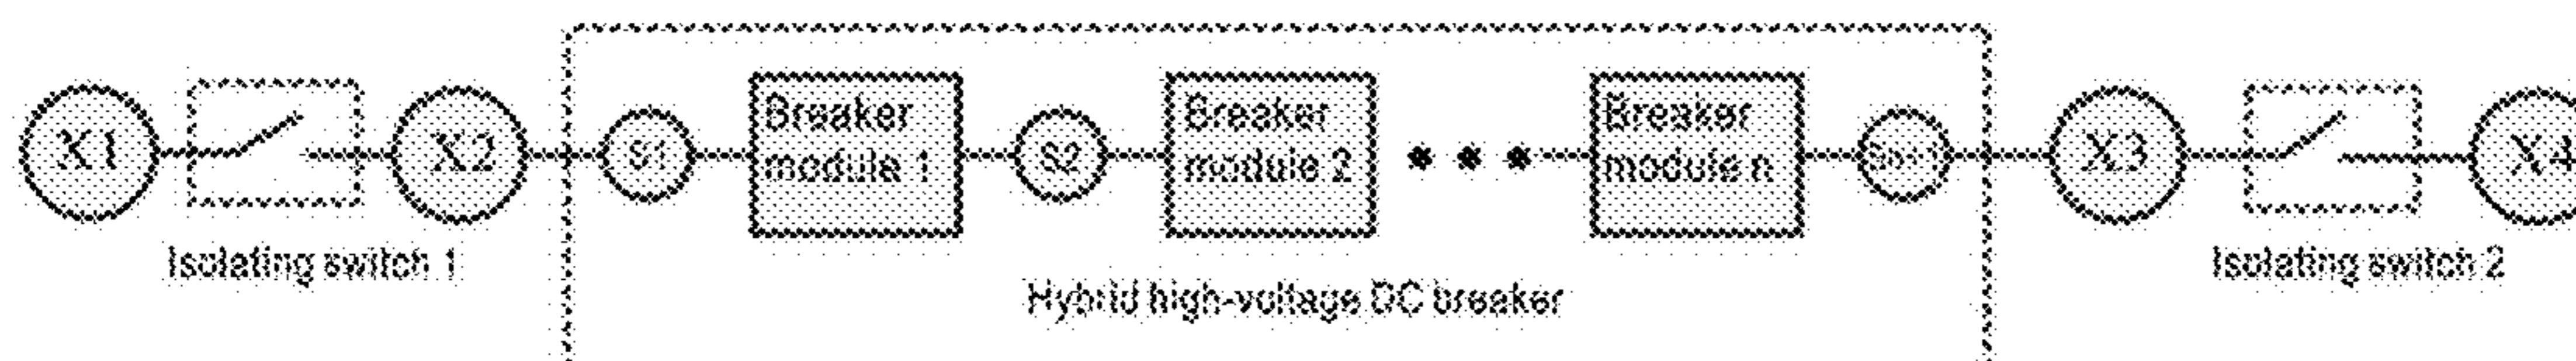 X1
X2
S1
Breaker
module 1
S2
Breaker
module 2
Breaker
module n
X3
X4
Isolating switch 1
Hybrid high-voltage DC breaker
Isolating switch 2